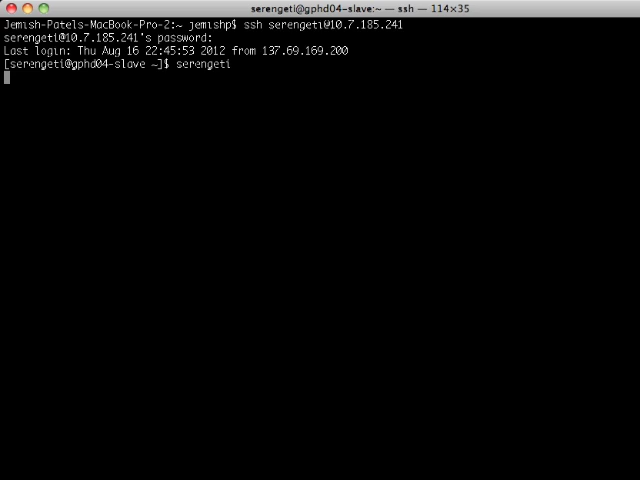 serengeti@gphd04-slave:~ — ssh — 114×35
Jemish-Patels-MacBook-Pro-2:~ jemishp$ ssh serengeti@10.7.185.241
serengeti@10.7.185.241's password:
Last login: Thu Aug 16 22:45:53 2012 from 137.69.169.200
[serengeti@gphd04-slave ~]$ serengeti